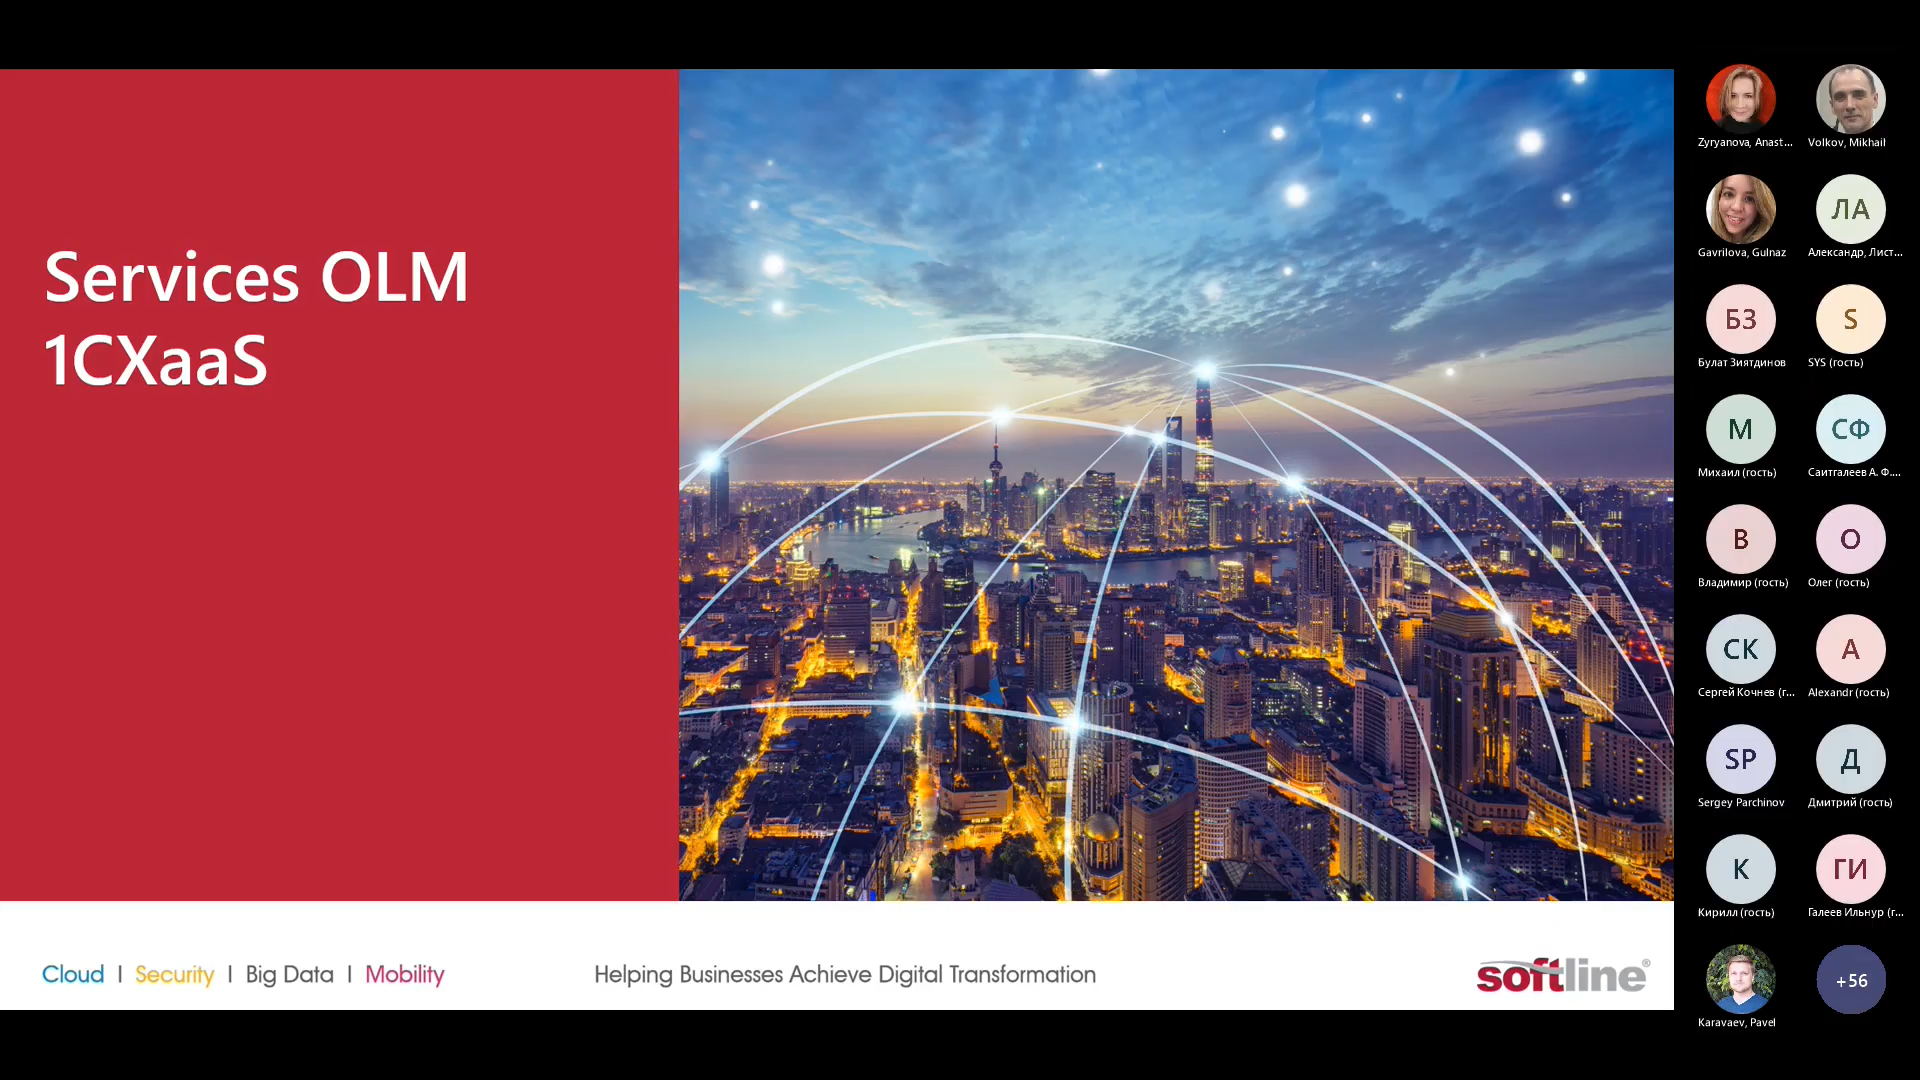 Services OLM
1CXaaS
Cloud | Security | Big Data | Mobility
Helping Businesses Achieve Digital Transformation
softline®
Zyryanova, Anast...
Volkov, Mikhail
Gavrilova, Gulnaz
ЛА
Александр, Лист...
БЗ
Булат Зиятдинов
S
SYS (гость)
М
Михаил (гость)
СФ
Саитгалеев А. Ф....
В
Владимир (гость)
О
Олег (гость)
СК
Сергей Кочнев (г...
A
Alexandr (гость)
SP
Sergey Parchinov
Д
Дмитрий (гость)
К
Кирилл (гость)
ГИ
Галеев Ильнур (г...
Karavaev, Pavel
+56